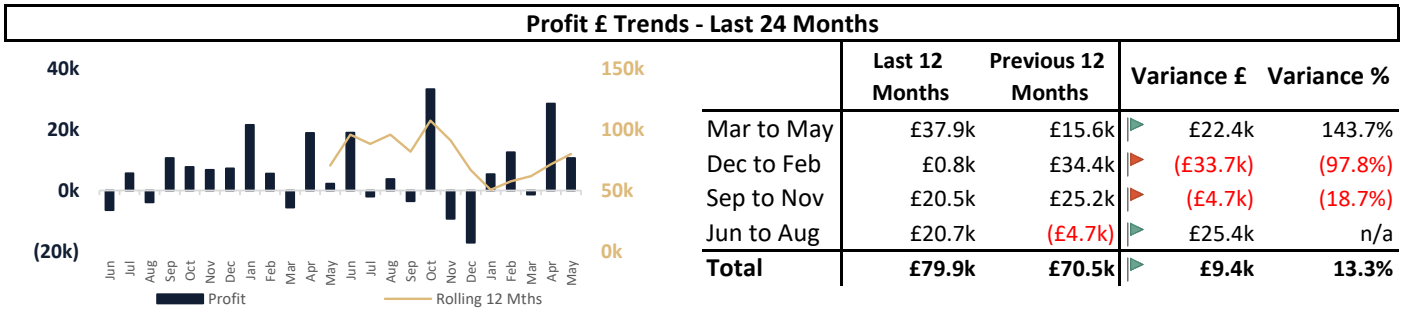 Profit £ Trends - Last 24 Months
40k
20k
0k
(20k)
150k
100k
50k
0k
Jun Jul Aug Sep Oct Nov Dec Jan Feb Mar Apr May Jun Jul Aug Sep Oct Nov Dec Jan Feb Mar Apr May
Profit Rolling 12 Mths
Last 12 Months Previous 12 Months Variance £ Variance %
Mar to May £37.9k £15.6k £22.4k 143.7%
Dec to Feb £0.8k £34.4k (£33.7k) (97.8%)
Sep to Nov £20.5k £25.2k (£4.7k) (18.7%)
Jun to Aug £20.7k (£4.7k) £25.4k n/a
Total £79.9k £70.5k £9.4k 13.3%